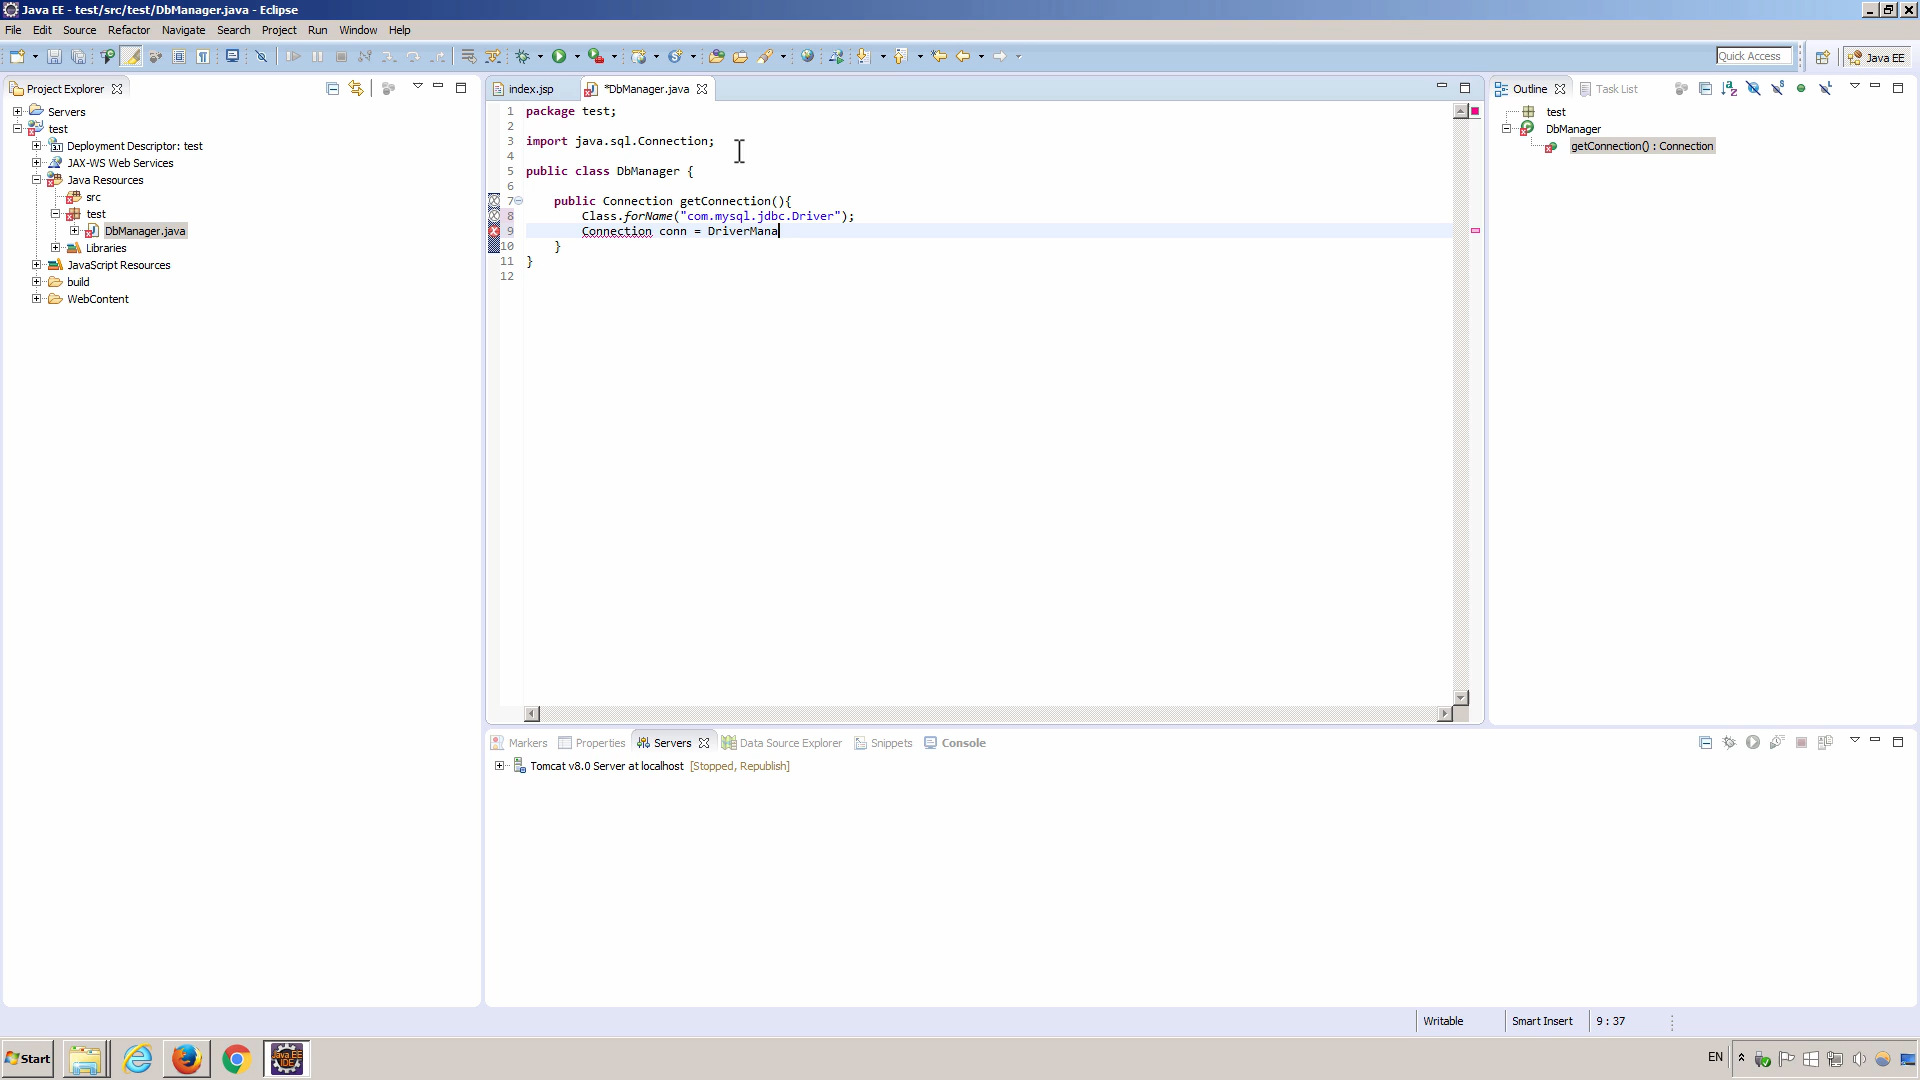 Java EE - test/src/test/DbManager.java - Eclipse
File Edit Source Refactor Navigate Search Project Run Window Help
Quick Access Java EE
Project Explorer
Servers
test
Deployment Descriptor: test
JAX-WS Web Services
Java Resources
src
test
DbManager.java
Libraries
JavaScript Resources
build
WebContent
index.jsp *DbManager.java
1 package test;
2
3 import java.sql.Connection;
4
5 public class DbManager {
6
7 public Connection getConnection(){
8 Class.forName("com.mysql.jdbc.Driver");
9 Connection conn = DriverMana
10 }
11 }
12
Outline Task List
test
DbManager
getConnection() : Connection
Markers Properties Servers Data Source Explorer Snippets Console
Tomcat v8.0 Server at localhost [Stopped, Republish]
Writable Smart Insert 9 : 37
Start Java EE IDE EN